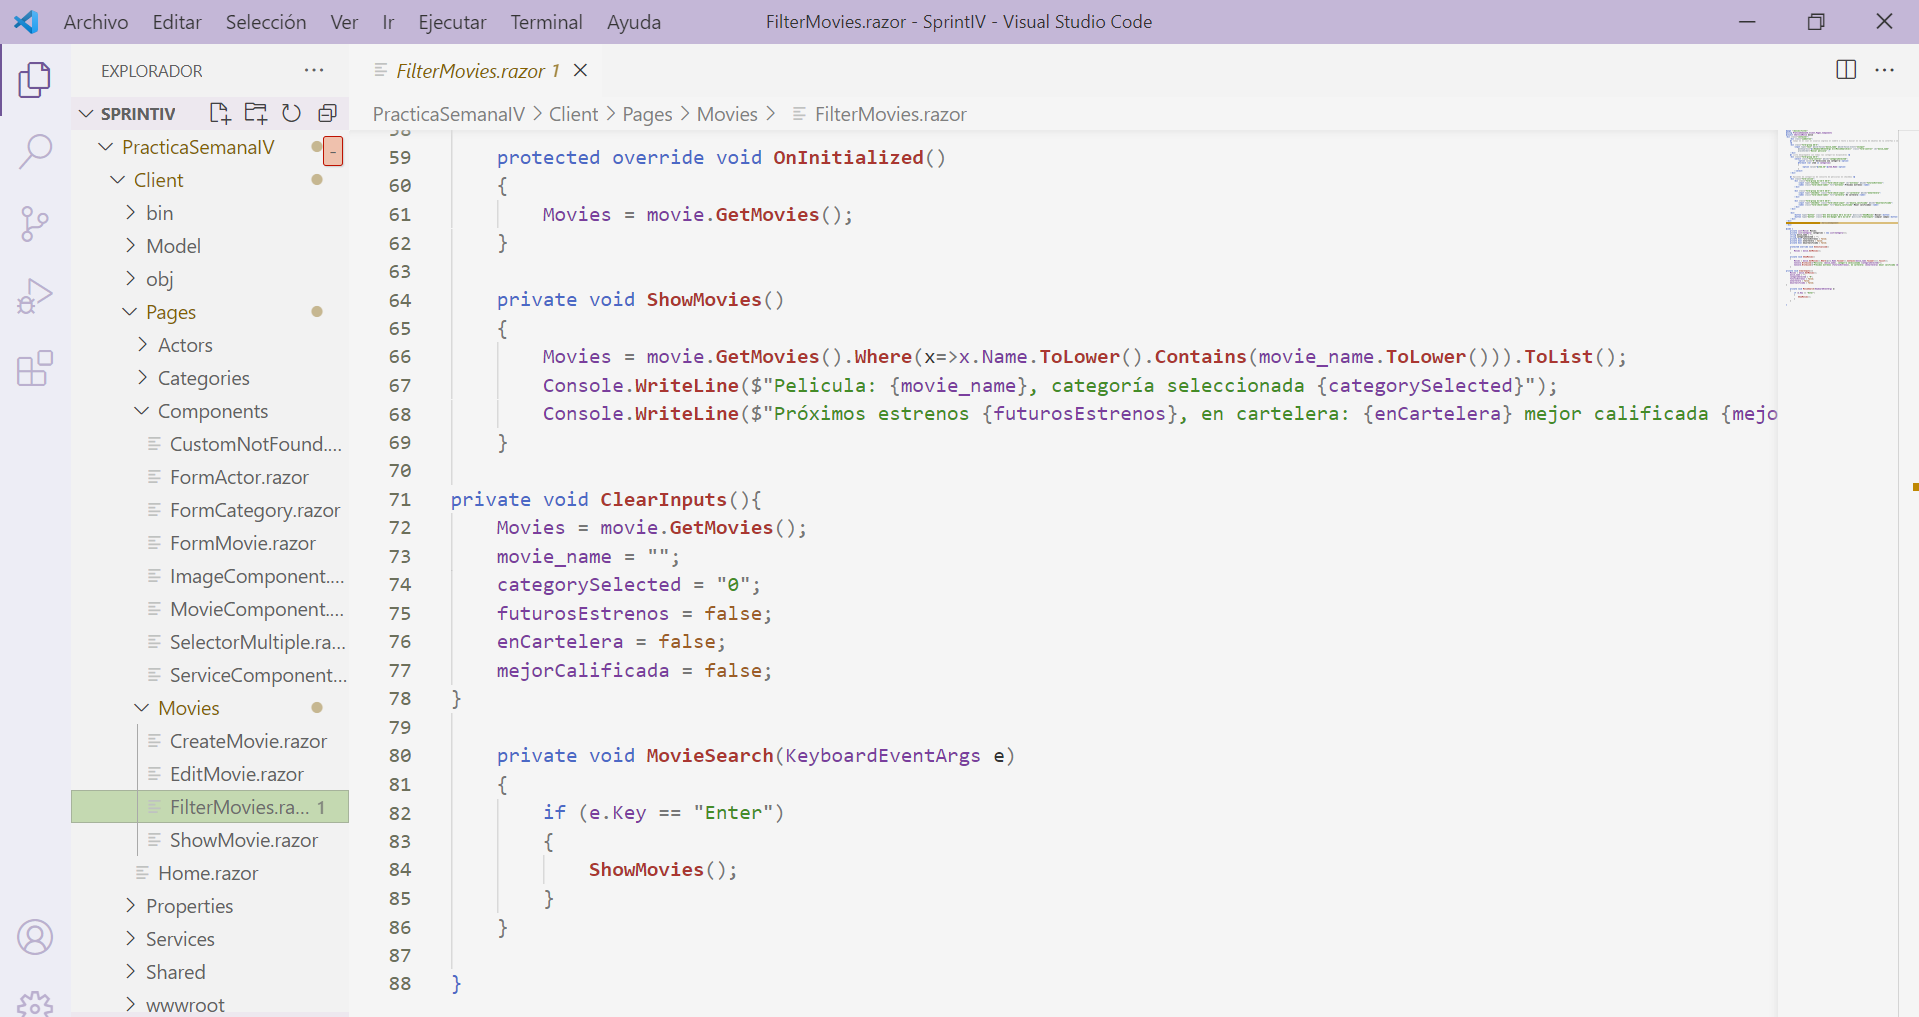 Archivo Editar Selección Ver Ir Ejecutar Terminal Ayuda FilterMovies.razor - SprintIV - Visual Studio Code
EXPLORADOR
SPRINTIV
PracticaSemanaIV
Client
bin
Model
obj
Pages
Actors
Categories
Components
CustomNotFound....
FormActor.razor
FormCategory.razor
FormMovie.razor
ImageComponent....
MovieComponent....
SelectorMultiple.ra...
ServiceComponent...
Movies
CreateMovie.razor
EditMovie.razor
FilterMovies.ra... 1
ShowMovie.razor
Home.razor
Properties
Services
Shared
wwwroot
FilterMovies.razor 1
PracticaSemanaIV > Client > Pages > Movies > FilterMovies.razor
58
59 protected override void OnInitialized()
60 {
61 Movies = movie.GetMovies();
62 }
63
64 private void ShowMovies()
65 {
66 Movies = movie.GetMovies().Where(x=>x.Name.ToLower().Contains(movie_name.ToLower())).ToList();
67 Console.WriteLine($"Pelicula: {movie_name}, categoría seleccionada {categorySelected}");
68 Console.WriteLine($"Próximos estrenos {futurosEstrenos}, en cartelera: {enCartelera} mejor calificada {mejo
69 }
70
71 private void ClearInputs(){
72 Movies = movie.GetMovies();
73 movie_name = "";
74 categorySelected = "0";
75 futurosEstrenos = false;
76 enCartelera = false;
77 mejorCalificada = false;
78 }
79
80 private void MovieSearch(KeyboardEventArgs e)
81 {
82 if (e.Key == "Enter")
83 {
84 ShowMovies();
85 }
86 }
87
88 }